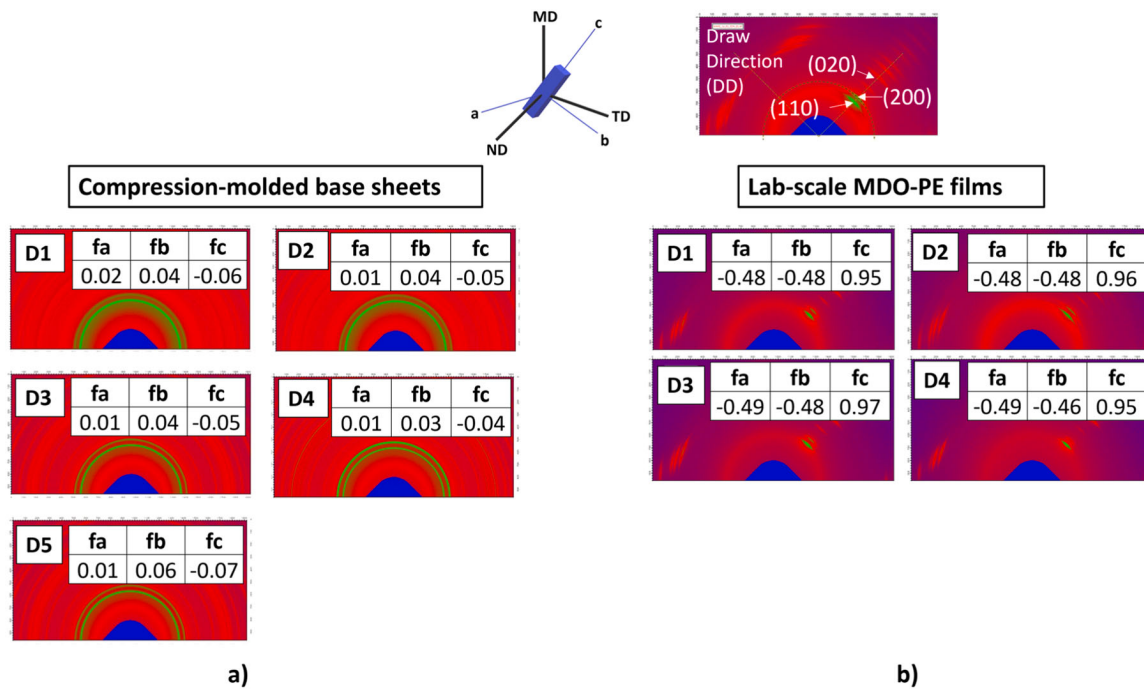 MD
c
a
TD
ND
b
Draw
Direction
(DD)
(020)
(110)
(200)
Compression-molded base sheets
Lab-scale MDO-PE films
D1
fa fb fc
0.02 0.04 -0.06
D2
fa fb fc
0.01 0.04 -0.05
D3
fa fb fc
0.01 0.04 -0.05
D4
fa fb fc
0.01 0.03 -0.04
D5
fa fb fc
0.01 0.06 -0.07
a)
D1
fa fb fc
-0.48 -0.48 0.95
D2
fa fb fc
-0.48 -0.48 0.96
D3
fa fb fc
-0.49 -0.48 0.97
D4
fa fb fc
-0.49 -0.46 0.95
b)